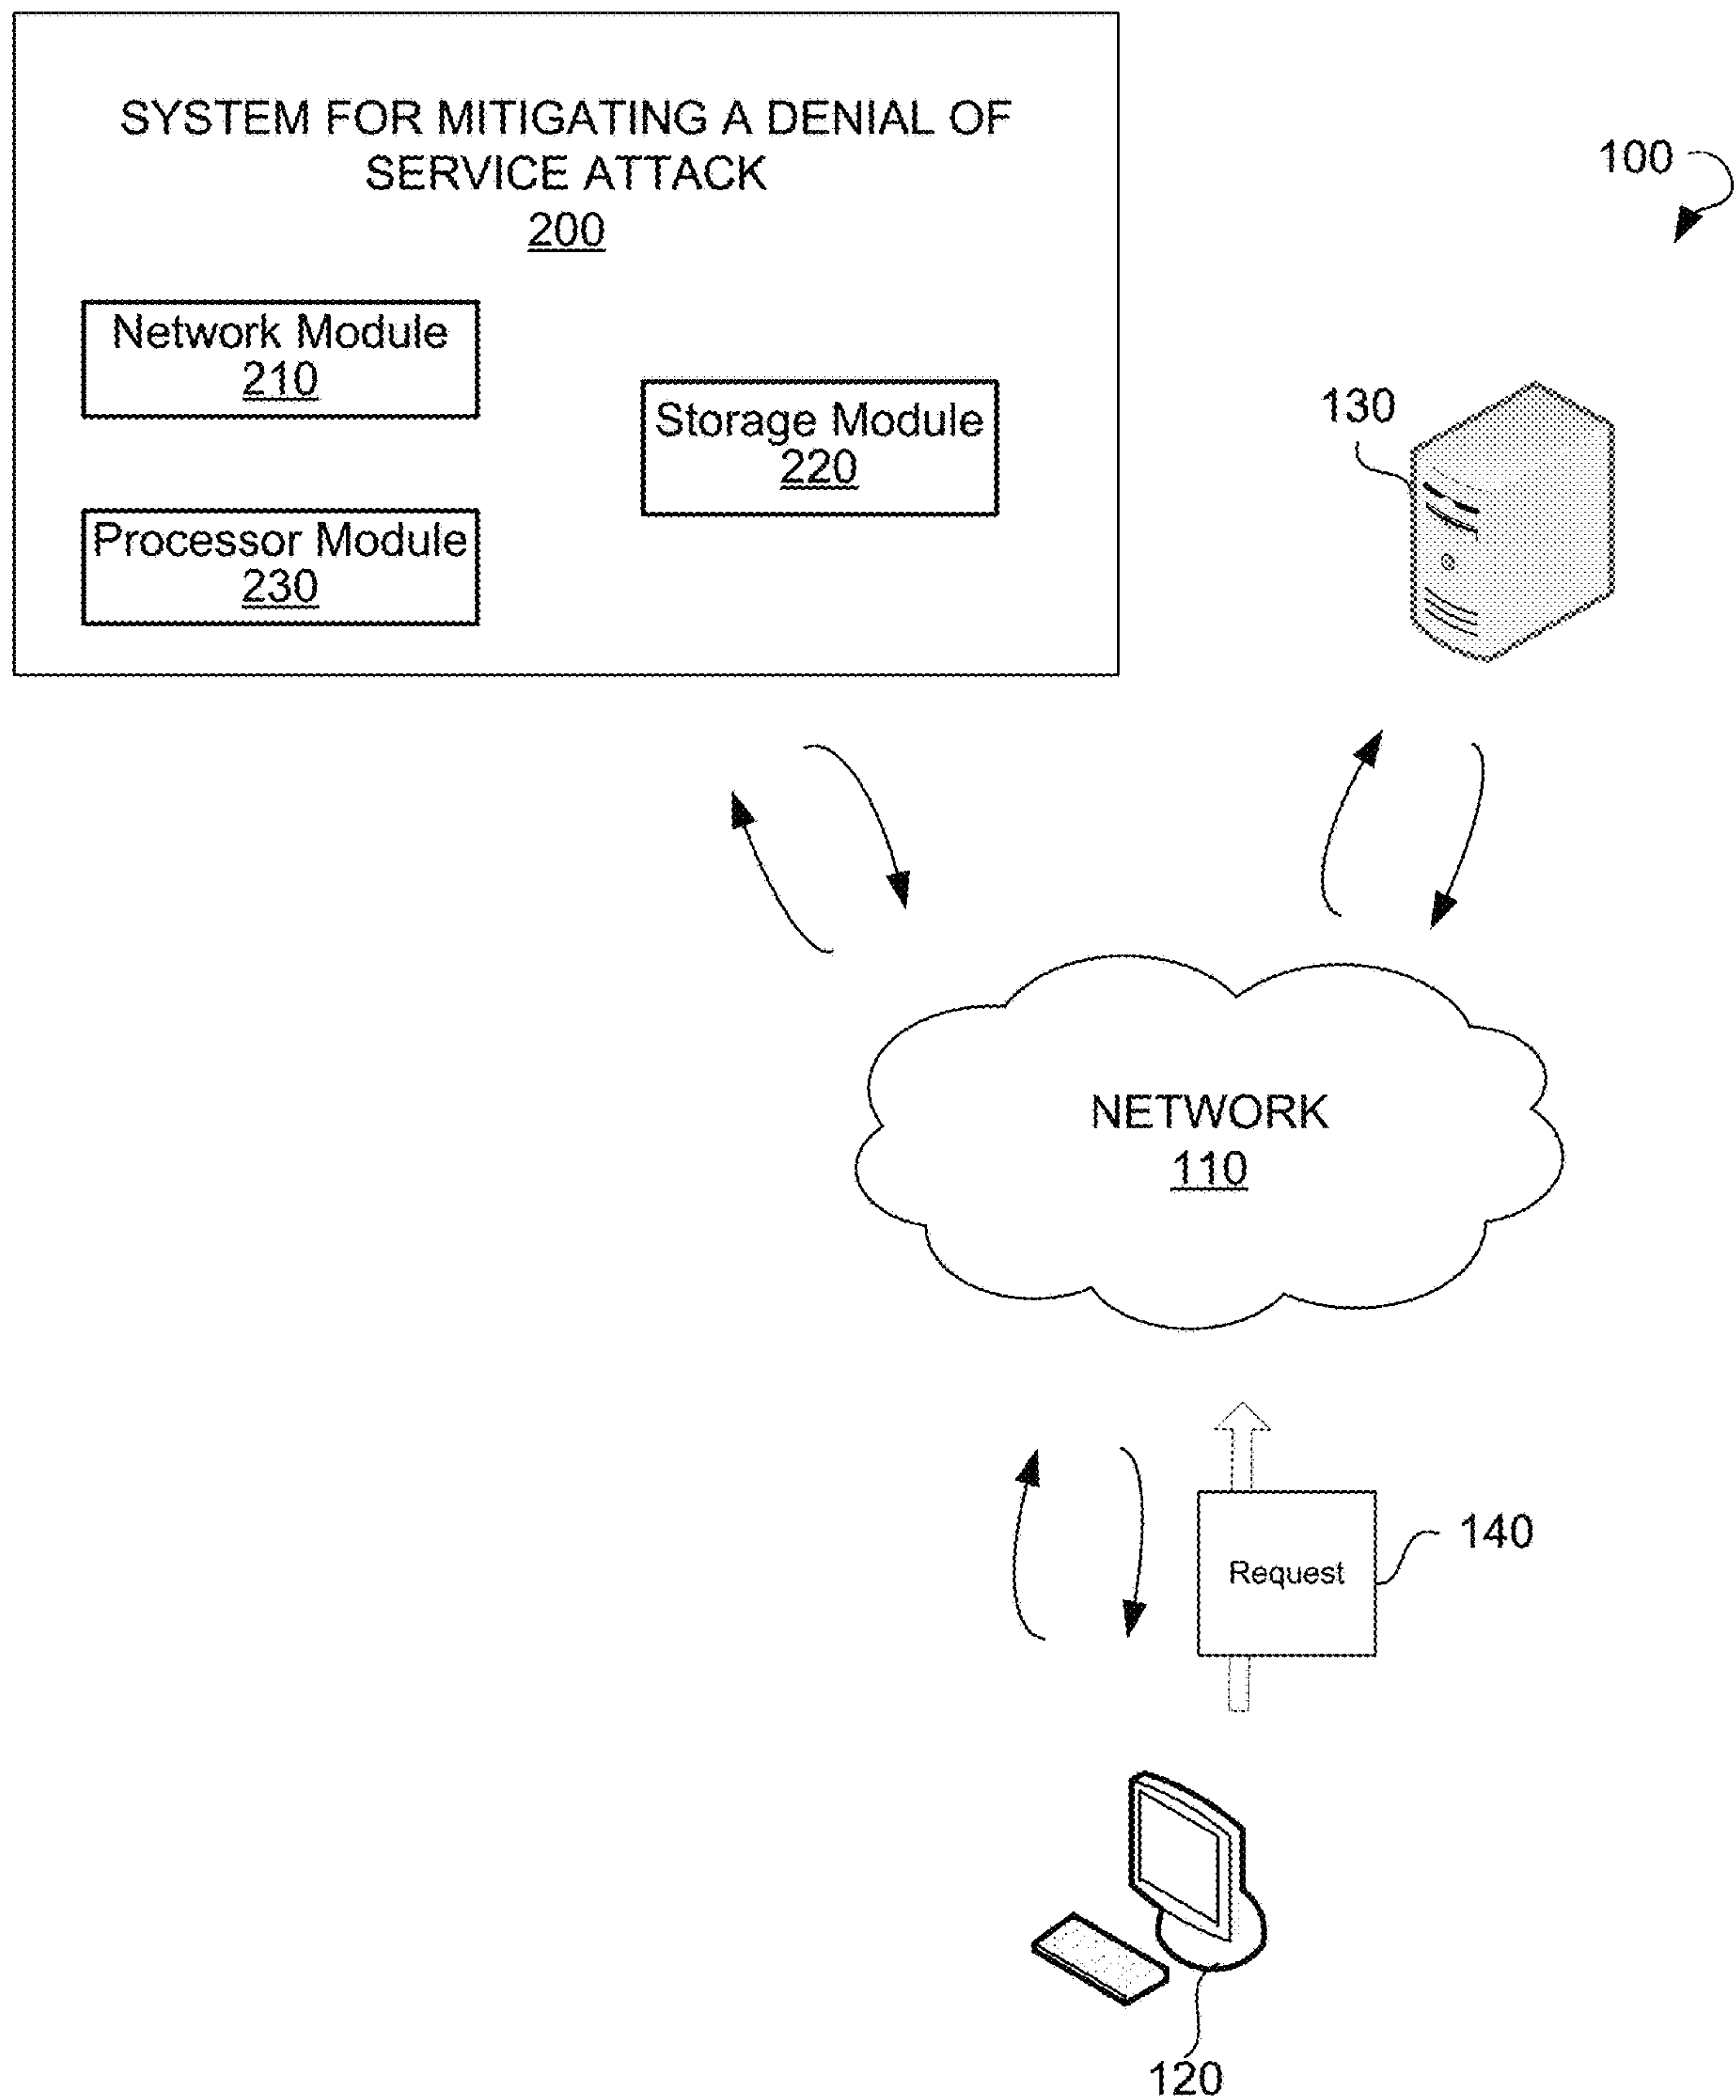 SYSTEM FOR MITIGATING A DENIAL OF
SERVICE ATTACK
200
100
Network Module
210
Storage Module
220
130
Processor Module
230
NETWORK
110
Request
140
120